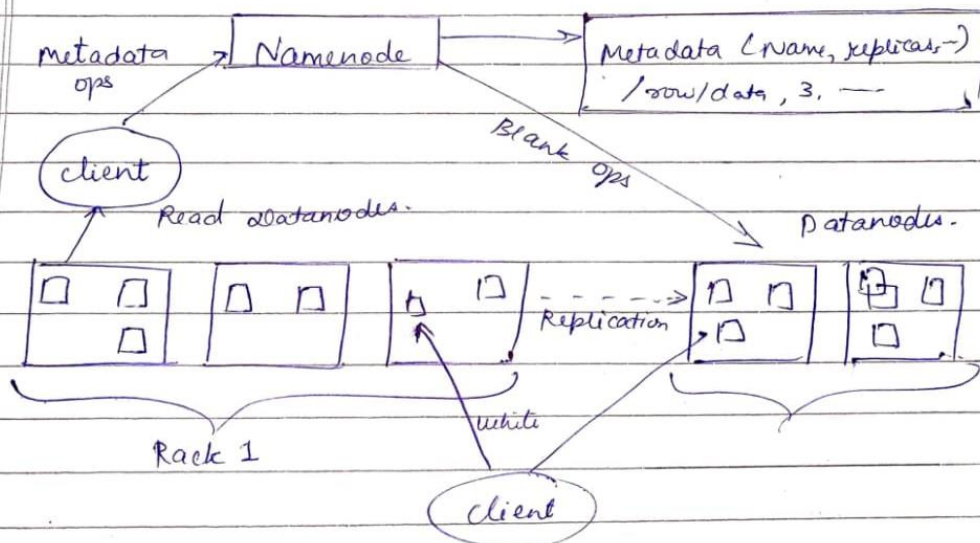 metadata
ops
Namenode
Metadata (Name, replicas, -)
/row/data, 3, —
client
Blank
ops
Read Datanodes.
Datanodes.
Replication
white
Rack 1
client